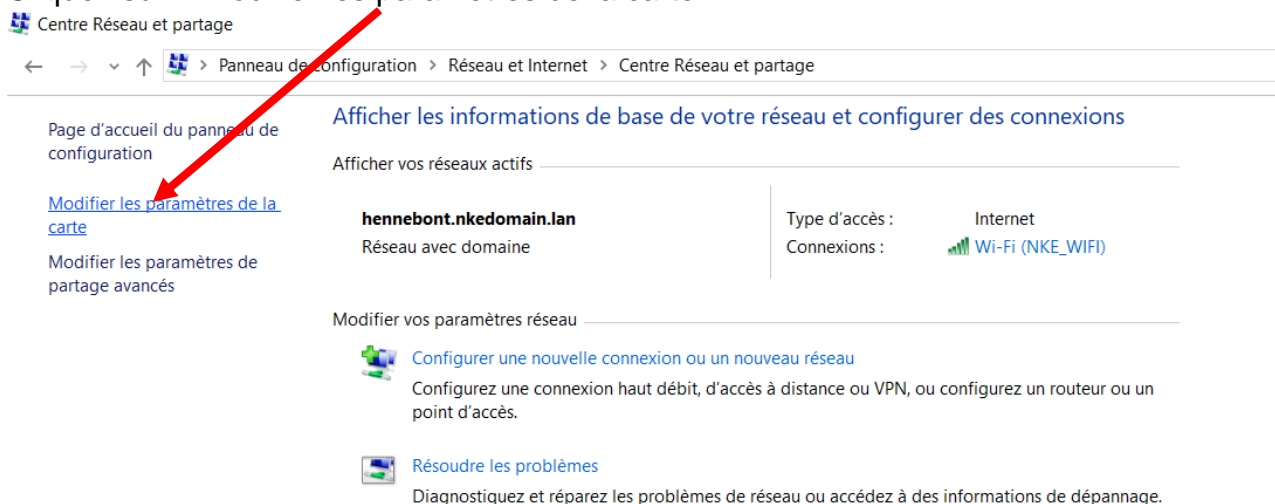 Centre Réseau et partage
Panneau de configuration > Réseau et Internet > Centre Réseau et partage
Page d'accueil du panneau de
configuration
Modifier les paramètres de la
carte
Modifier les paramètres de
partage avancés
Afficher les informations de base de votre réseau et configurer des connexions
Afficher vos réseaux actifs
hennebont.nkedomain.lan
Réseau avec domaine
Type d'accès : Internet
Connexions : Wi-Fi (NKE_WIFI)
Modifier vos paramètres réseau
Configurer une nouvelle connexion ou un nouveau réseau
Configurez une connexion haut débit, d'accès à distance ou VPN, ou configurez un routeur ou un
point d'accès.
Résoudre les problèmes
Diagnostiquez et réparez les problèmes de réseau ou accédez à des informations de dépannage.